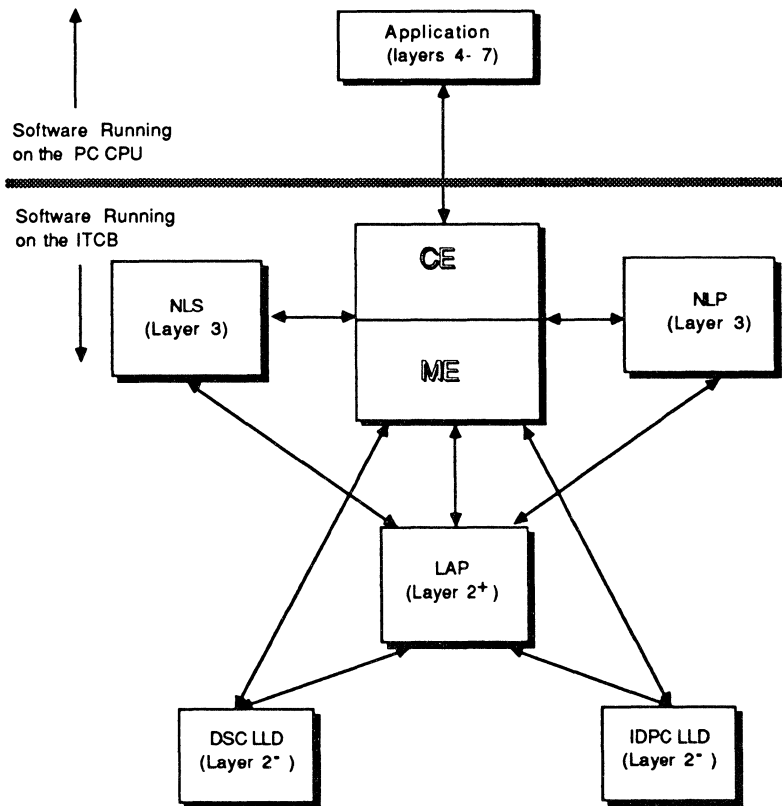 Application
(layers 4- 7)
Software Running
on the PC CPU
Software Running
on the ITCB
CE
NLS
(Layer 3)
NLP
(Layer 3)
ME
LAP
(Layer 2⁺ )
DSC LLD
(Layer 2⁻ )
IDPC LLD
(Layer 2⁻ )